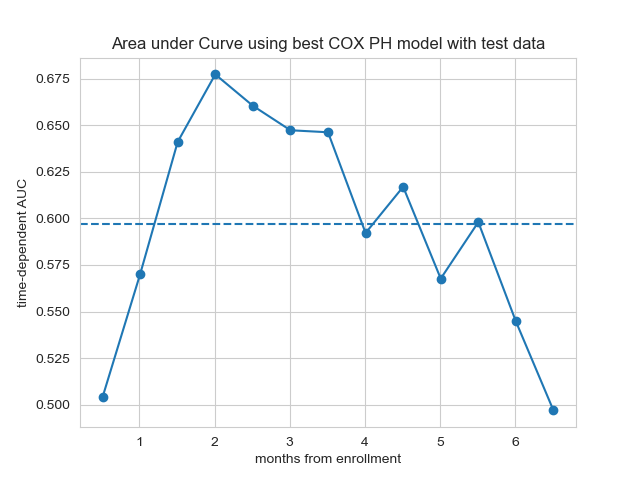 Area under Curve using best COX PH model with test data
time-dependent AUC
0.675
0.650
0.625
0.600
0.575
0.550
0.525
0.500
1 2 3 4 5 6
months from enrollment